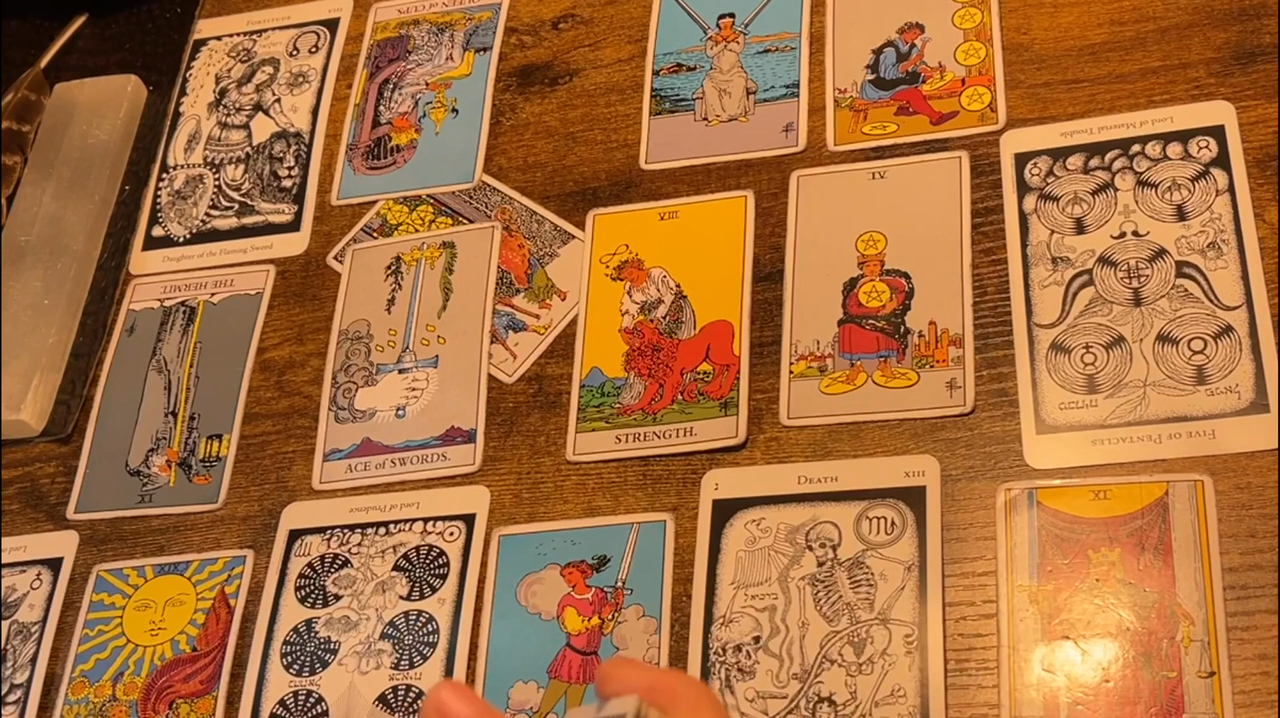 FORTITUDE
Daughter of the Flaming Sword
QUEEN of CUPS.
Lord of Material Trouble
FIVE OF PENTACLES
IV
VIII
STRENGTH.
ACE of SWORDS.
THE HERMIT.
IX
Lord of Prudence
DEATH
XIII
XI
XIX